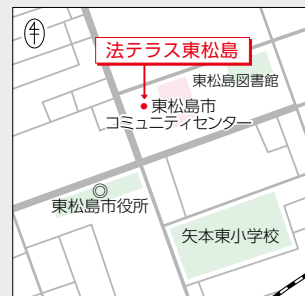 法テラス東松島
東松島図書館
東松島市
コミュニティセンター
東松島市役所
矢本東小学校